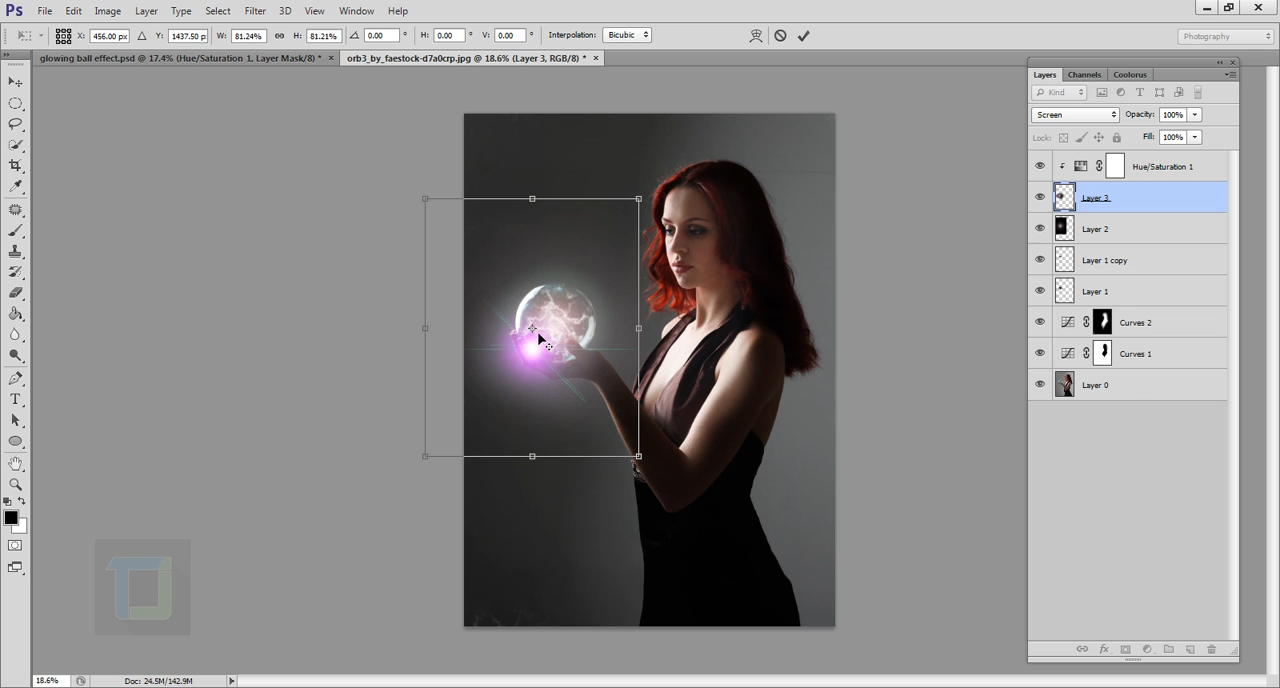 Ps File Edit Image Layer Type Select Filter 3D View Window Help
X: 456.00 px Y: 1437.50 p W: 81.24% H: 81.21% 0.00 ° H: 0.00 ° V: 0.00 ° Interpolation: Bicubic Photography
glowing ball effect.psd @ 17.4% (Hue/Saturation 1, Layer Mask/8) * × orb3_by_faestock-d7a0crp.jpg @ 18.6% (Layer 3, RGB/8) * ×
Layers Channels Coolorus
Kind
Screen Opacity: 100%
Lock: Fill: 100%
Hue/Saturation 1
Layer 3
Layer 2
Layer 1 copy
Layer 1
Curves 2
Curves 1
Layer 0
18.6% Doc: 24.5M/142.9M